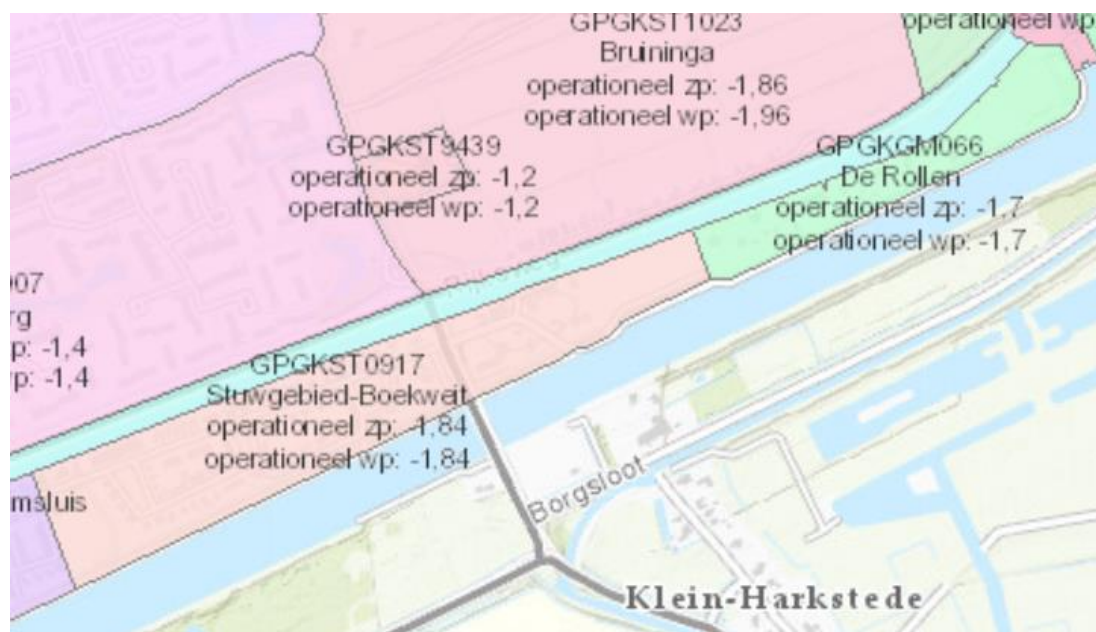 GPGKST1023
Bruininga
operationeel zp: -1,86
operationeel wp: -1,96
operationeel wp
GPGKST9439
operationeel zp: -1,2
operationeel wp: -1,2
GPGKGM066
De Rollen
operationeel zp: -1,7
operationeel wp: -1,7
007
rg
p: -1,4
p: -1,4
GPGKST0917
Stuwgebied-Boekweit
operationeel zp: -1,84
operationeel wp: -1,84
msluis
Borgsloot
Klein-Harkstede